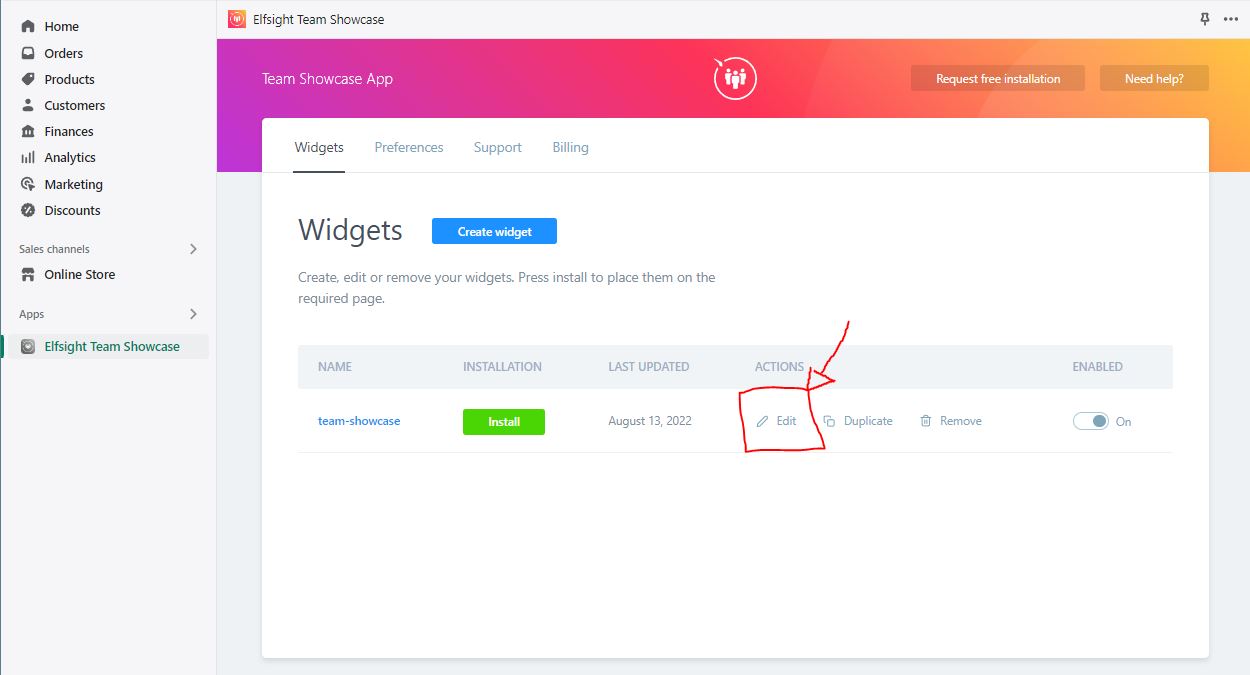 Home
Orders
Products
Customers
Finances
Analytics
Marketing
Discounts
Sales channels
Online Store
Apps
Elfsight Team Showcase
Elfsight Team Showcase
Team Showcase App
Request free installation
Need help?
Widgets Preferences Support Billing
Widgets
Create widget
Create, edit or remove your widgets. Press install to place them on the
required page.
NAME INSTALLATION LAST UPDATED ACTIONS ENABLED
team-showcase Install August 13, 2022 Edit Duplicate Remove On